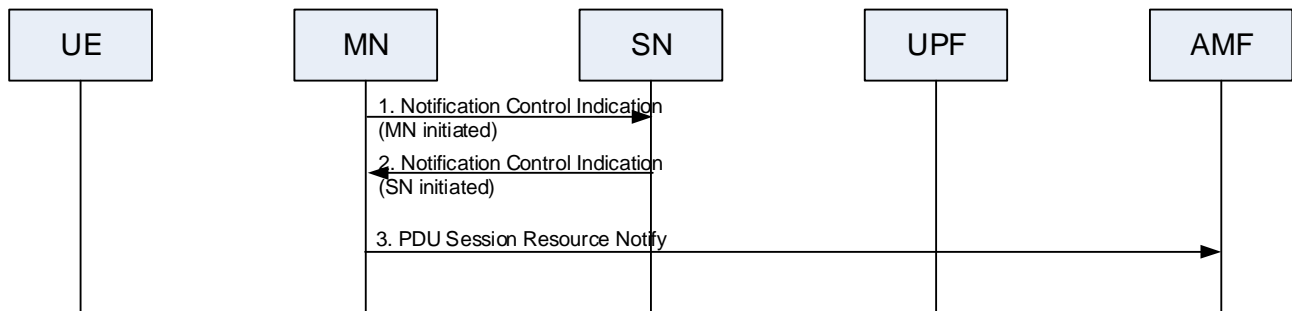 UE
MN
SN
UPF
AMF
1. Notification Control Indication
(MN initiated)
2. Notification Control Indication
(SN initiated)
3. PDU Session Resource Notify